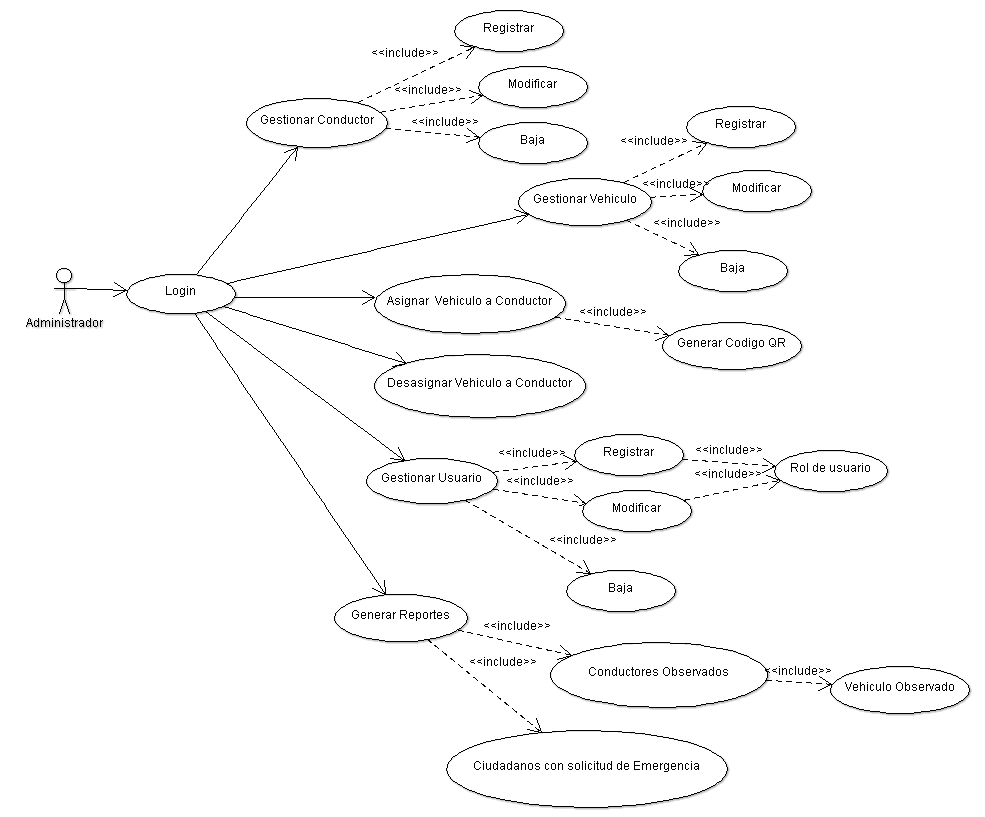 Registrar
<<include>>
Modificar
<<include>>
Gestionar Conductor
<<include>>
Baja
Registrar
<<include>>
Modificar
<<include>>
Gestionar Vehiculo
<<include>>
Baja
Login
Administrador
Asignar Vehiculo a Conductor
<<include>>
Generar Codigo QR
Desasignar Vehiculo a Conductor
<<include>>
Registrar
<<include>>
Rol de usuario
Gestionar Usuario
<<include>>
<<include>>
Modificar
<<include>>
Baja
Generar Reportes
<<include>>
<<include>>
Conductores Observados
<<include>>
Vehiculo Observado
Ciudadanos con solicitud de Emergencia